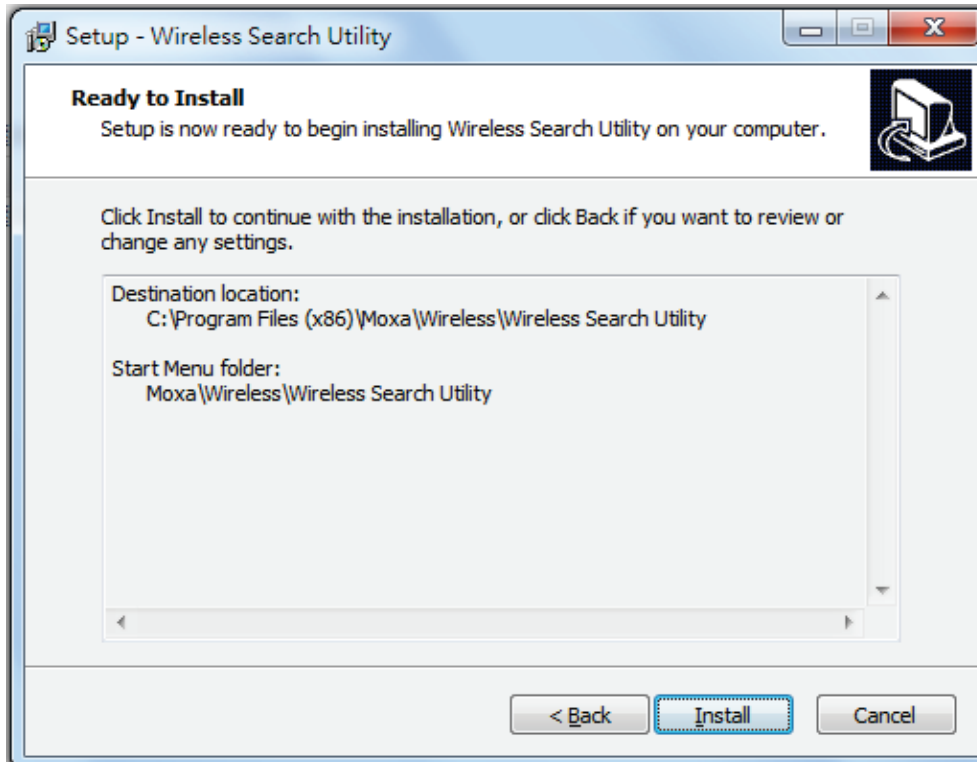 Setup - Wireless Search Utility
Ready to Install
Setup is now ready to begin installing Wireless Search Utility on your computer.
Click Install to continue with the installation, or click Back if you want to review or
change any settings.
Destination location:
C:\Program Files (x86)\Moxa\Wireless\Wireless Search Utility
Start Menu folder:
Moxa\Wireless\Wireless Search Utility
< Back
Install
Cancel